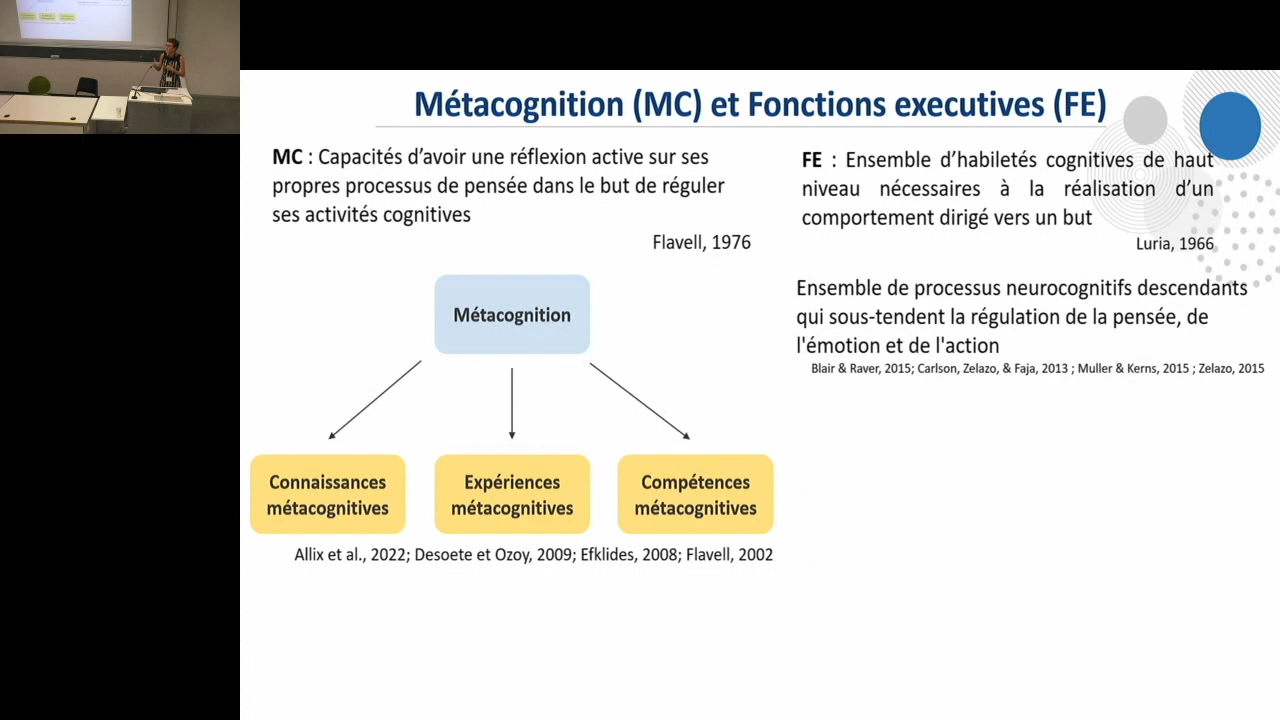 Métacognition (MC) et Fonctions executives (FE)
MC : Capacités d’avoir une réflexion active sur ses
propres processus de pensée dans le but de réguler
ses activités cognitives
Flavell, 1976
Métacognition
Connaissances
métacognitives
Expériences
métacognitives
Compétences
métacognitives
Allix et al., 2022; Desoete et Ozoy, 2009; Efklides, 2008; Flavell, 2002
FE : Ensemble d’habiletés cognitives de haut
niveau nécessaires à la réalisation d’un
comportement dirigé vers un but
Luria, 1966
Ensemble de processus neurocognitifs descendants
qui sous-tendent la régulation de la pensée, de
l'émotion et de l'action
Blair & Raver, 2015; Carlson, Zelazo, & Faja, 2013 ; Muller & Kerns, 2015 ; Zelazo, 2015